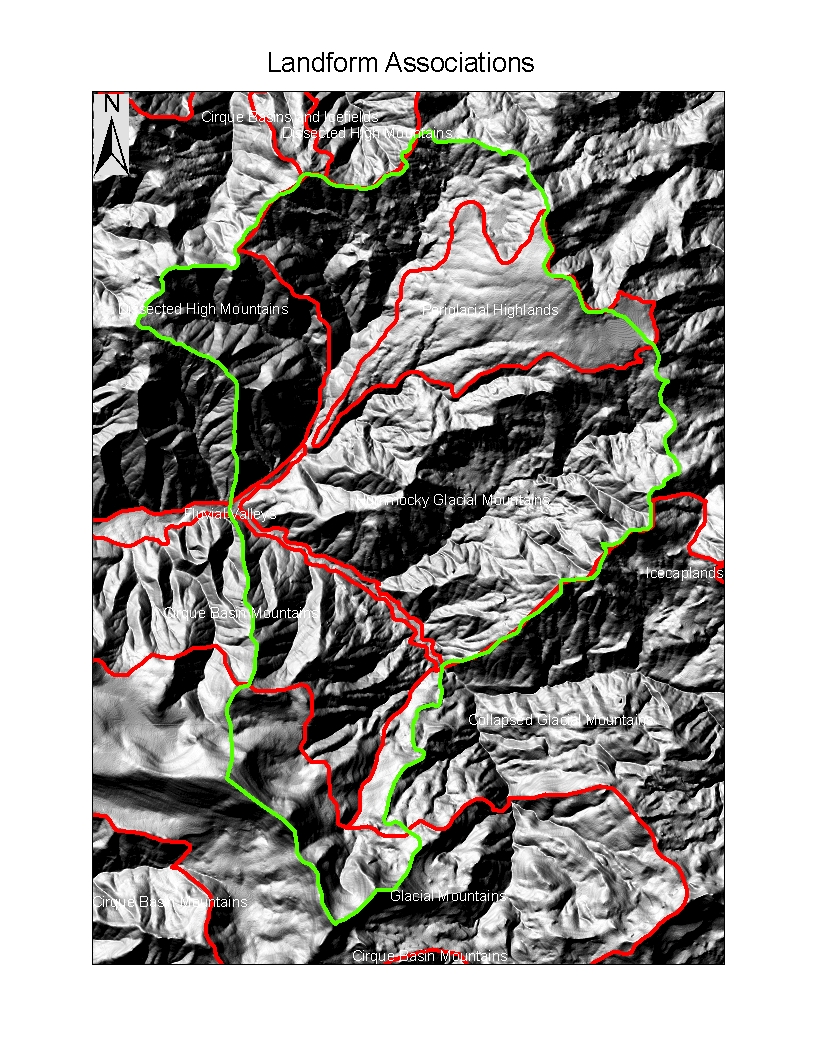 Landform Associations
N
Cirque Basins and Icefields
Dissected High Mountains
Dissected High Mountains
Periglacial Highlands
Hummocky Glacial Mountains
Fluvial Valleys
Icecaplands
Cirque Basin Mountains
Collapsed Glacial Mountains
Glacial Mountains
Cirque Basin Mountains
Cirque Basin Mountains